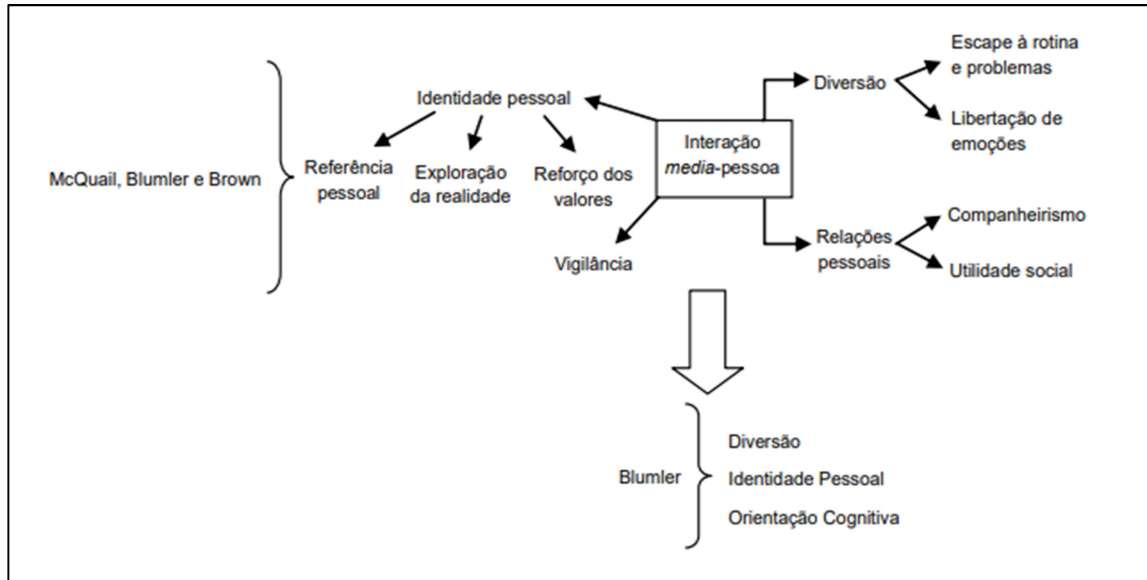 McQuail, Blumler e Brown
Identidade pessoal
Referência
pessoal
Exploração
da realidade
Reforço dos
valores
Vigilância
Interação
media-pessoa
Diversão
Escape à rotina
e problemas
Libertação de
emoções
Relações
pessoais
Companheirismo
Utilidade social
Blumler
Diversão
Identidade Pessoal
Orientação Cognitiva